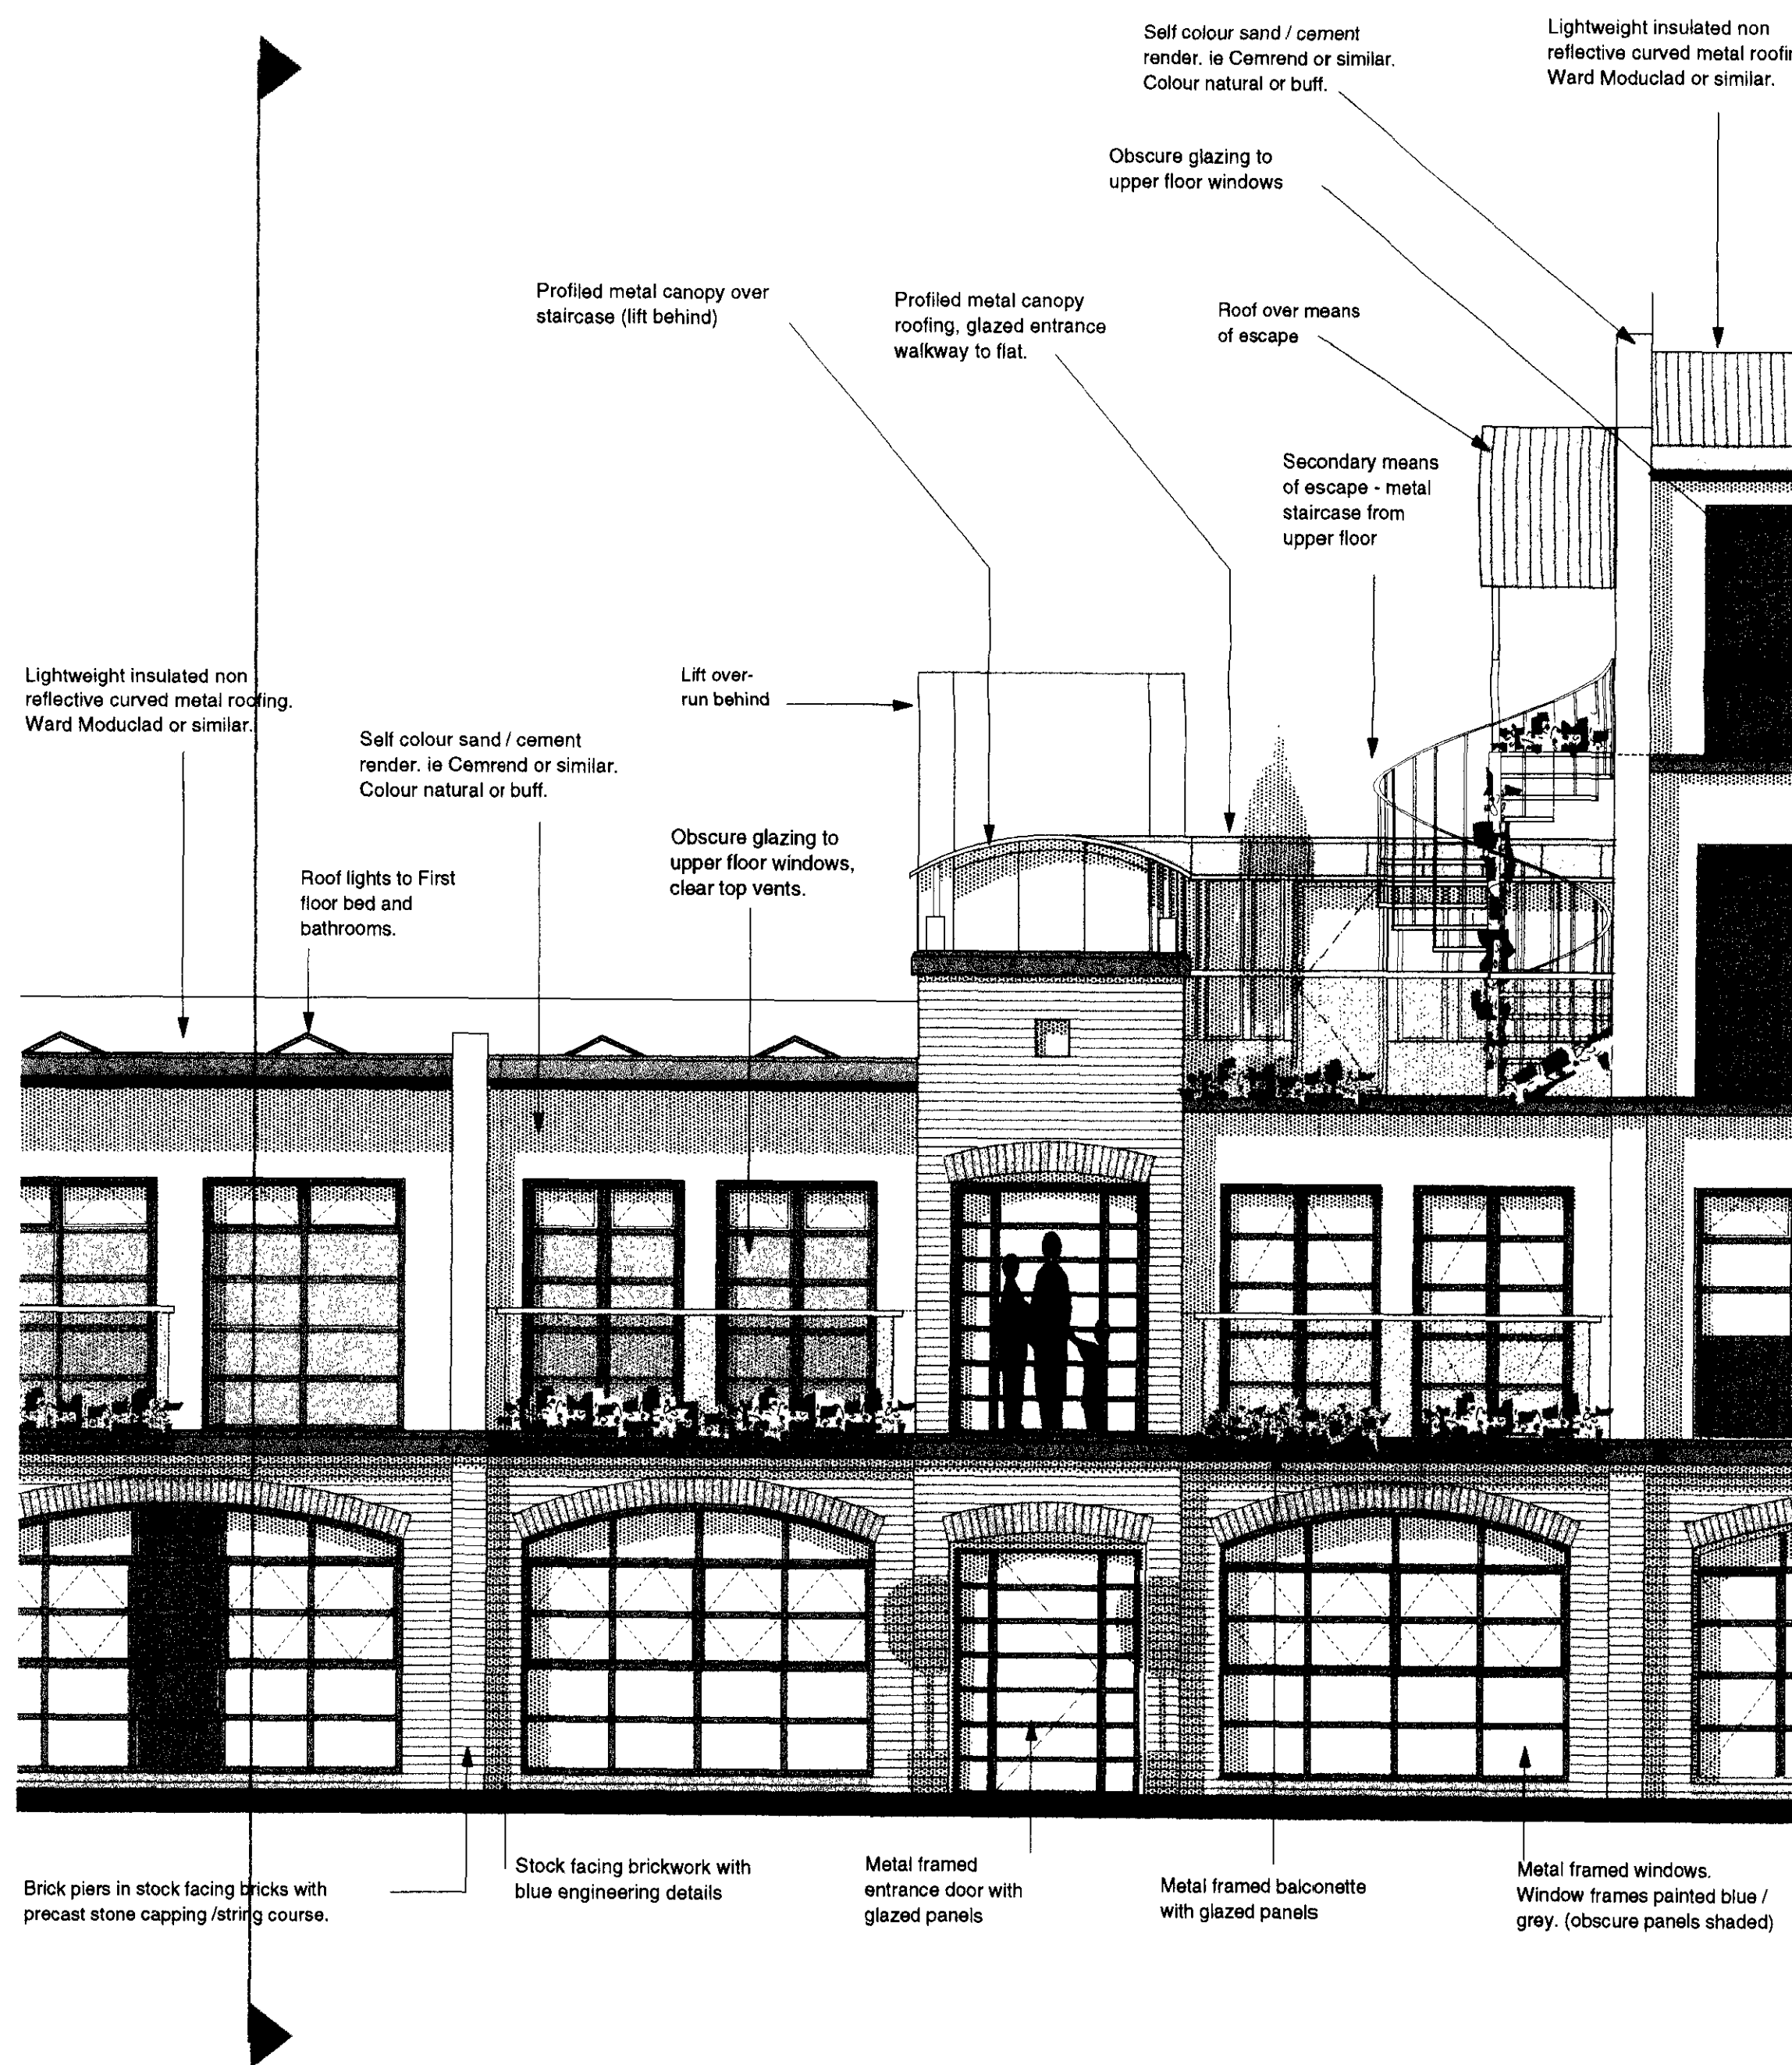 Self colour sand / cement
render. ie Cemrend or similar.
Colour natural or buff.
Lightweight insulated non
reflective curved metal
Ward Moduclad or similar.
Obscure glazing to
upper floor windows
Profiled metal canopy over
staircase (lift behind)
Profiled metal canopy
roofing, glazed entrance
walkway to flat.
Roof over means
of escape
Secondary means
of escape - metal
staircase from
upper floor
Lightweight insulated non
reflective curved metal roofing.
Ward Moduclad or similar.
Lift over-
run behind
Self colour sand / cement
render. ie Cemrend or similar.
Colour natural or buff.
Obscure glazing to
upper floor windows,
clear top vents.
Roof lights to First
floor bed and
bathrooms.
Brick piers in stock facing bricks with
precast stone capping /string course.
Stock facing brickwork with
blue engineering details
Metal framed
entrance door with
glazed panels
Metal framed balconette
with glazed panels
Metal framed windows.
Window frames painted blue /
grey. (obscure panels shaded)